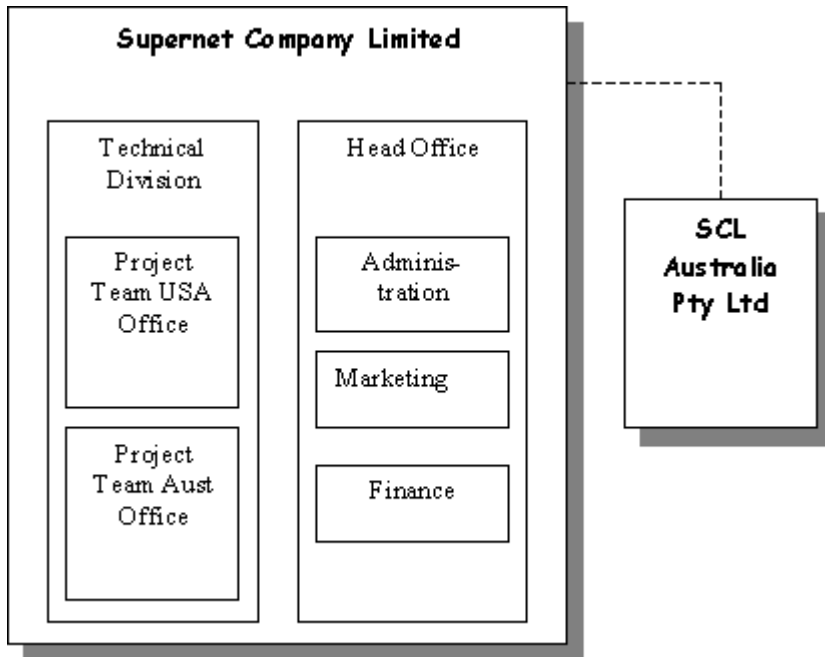 Supernet Company Limited
Technical
Division
Project
Team USA
Office
Project
Team Aust
Office
Head Office
Adminis-
tration
Marketing
Finance
SCL
Australia
Pty Ltd